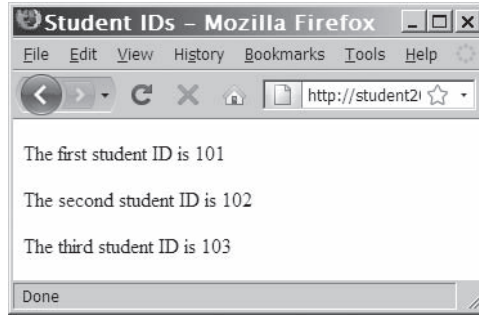 Student IDs - Mozilla Firefox
File Edit View History Bookmarks Tools Help
http://student2
The first student ID is 101
The second student ID is 102
The third student ID is 103
Done